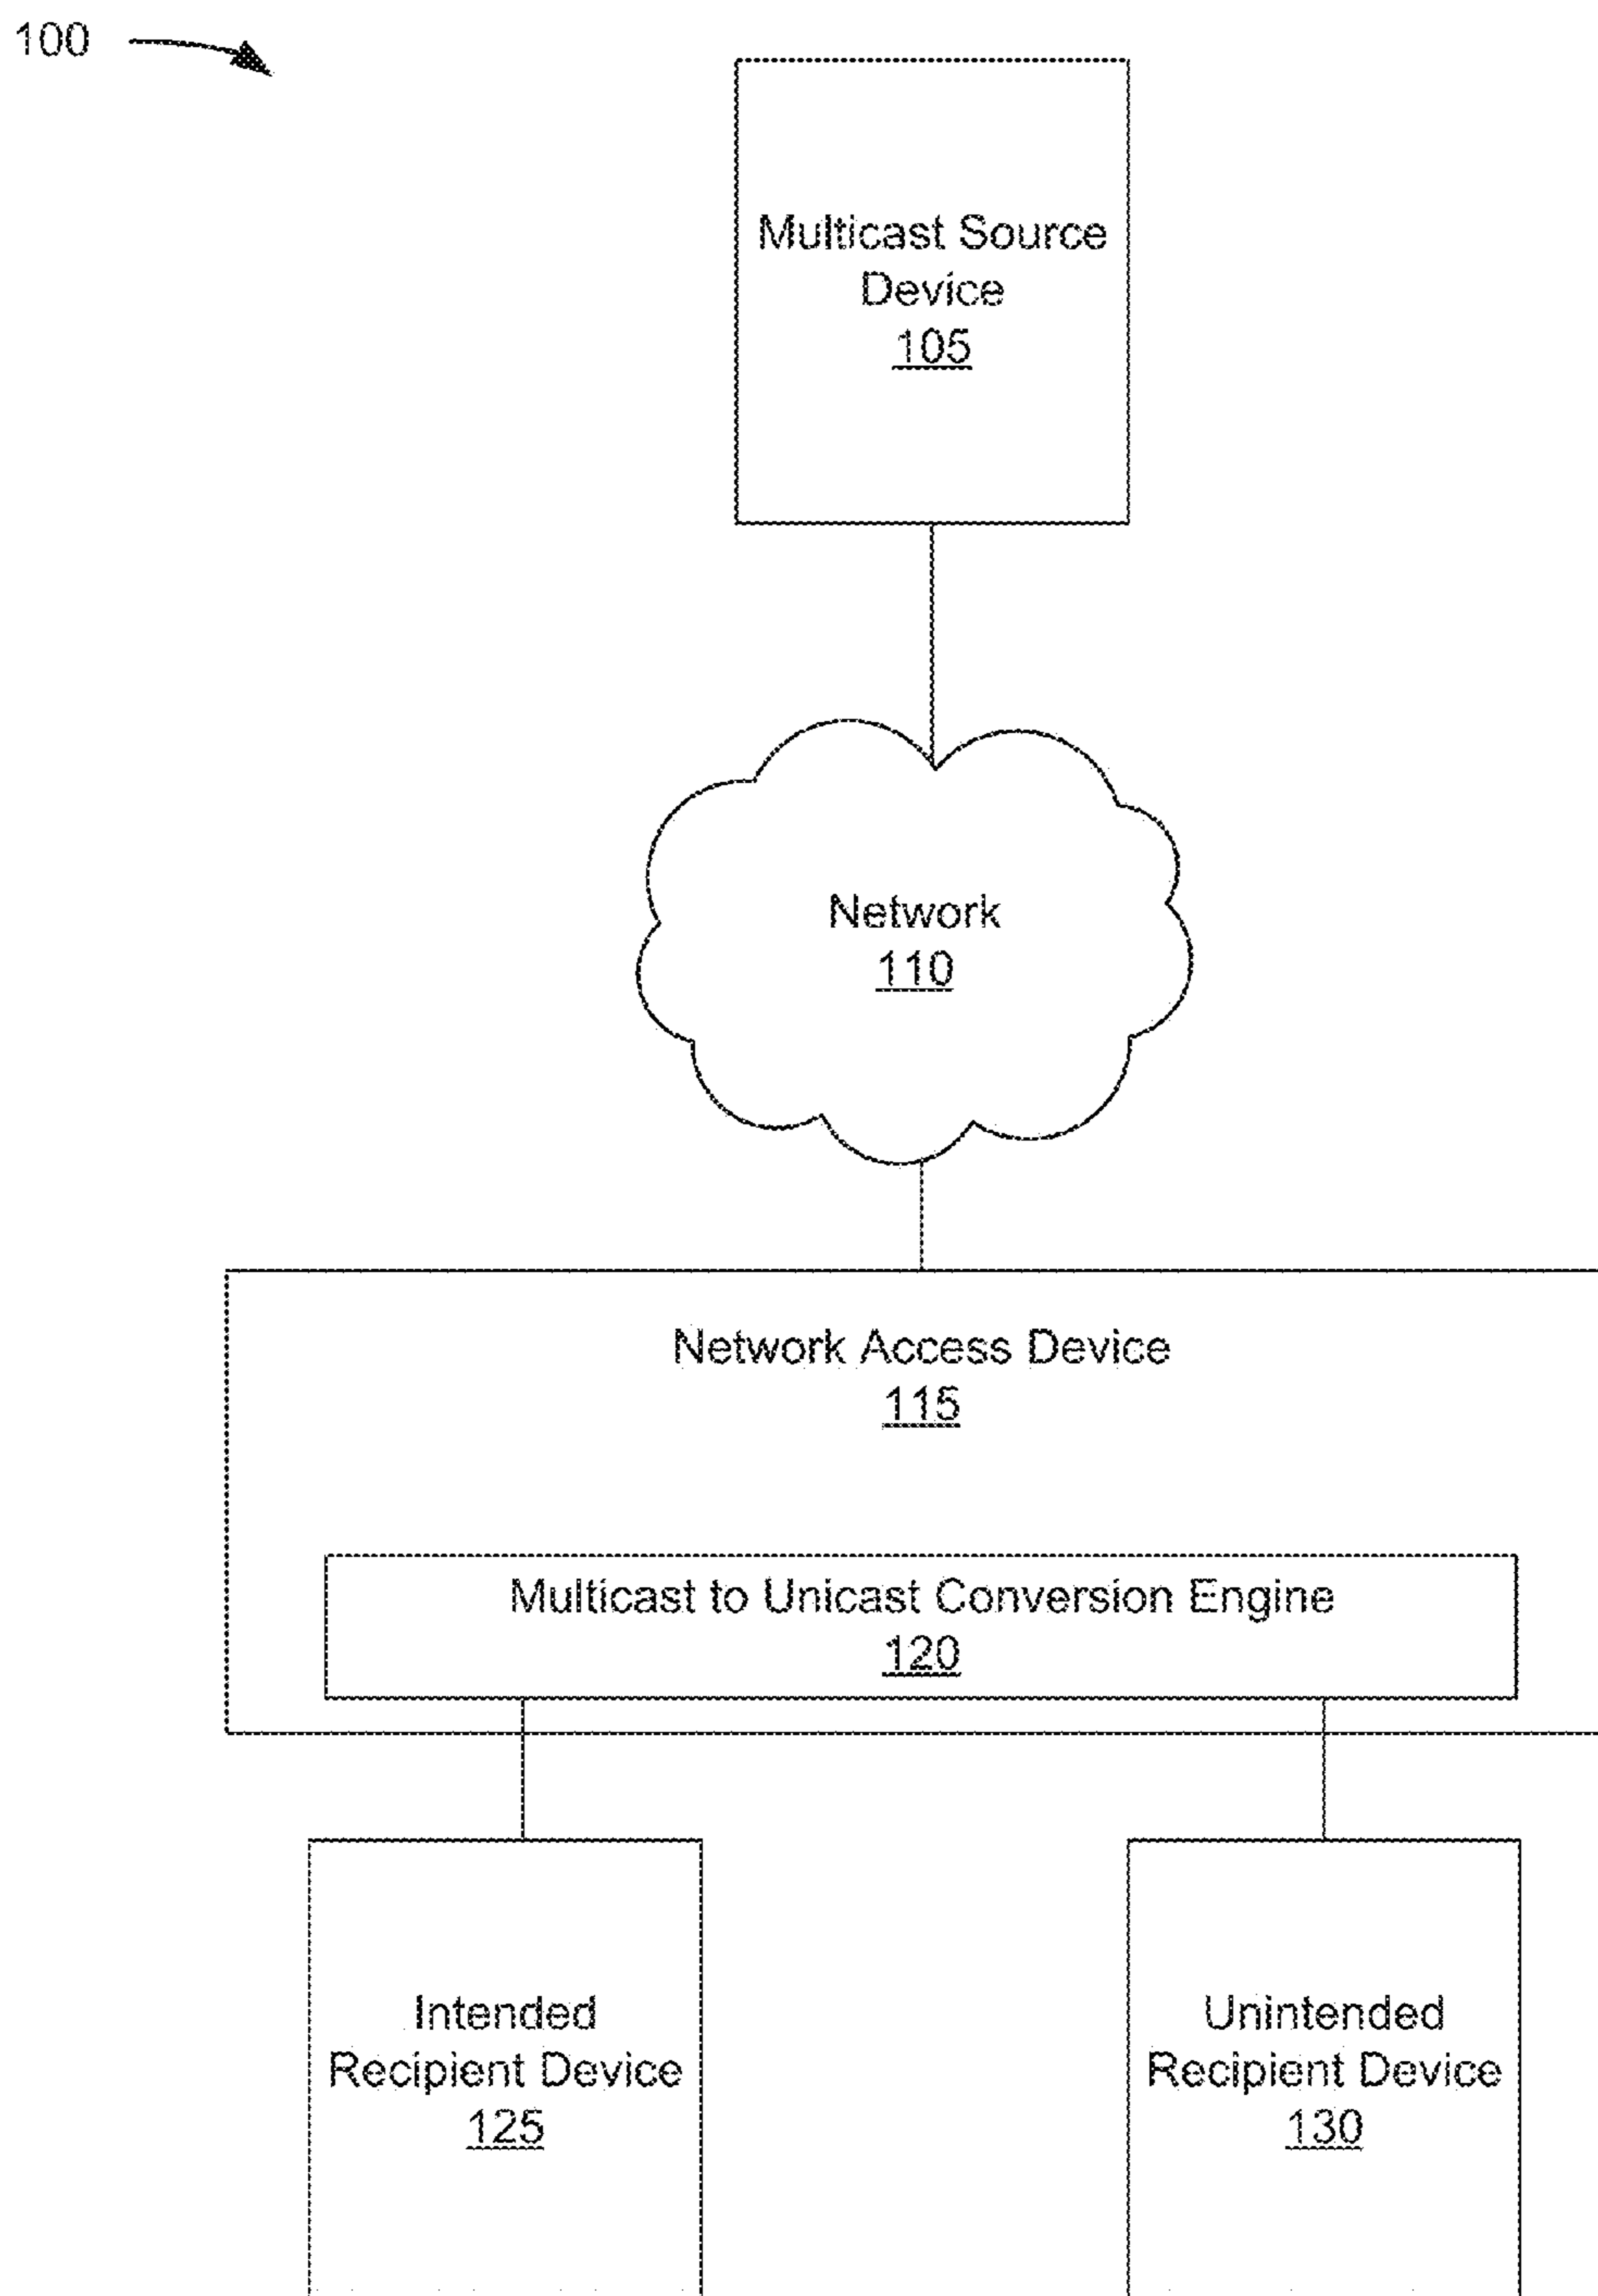 100
Multicast Source
Device
105
Network
110
Network Access Device
115
Multicast to Unicast Conversion Engine
120
Intended
Recipient Device
125
Unintended
Recipient Device
130